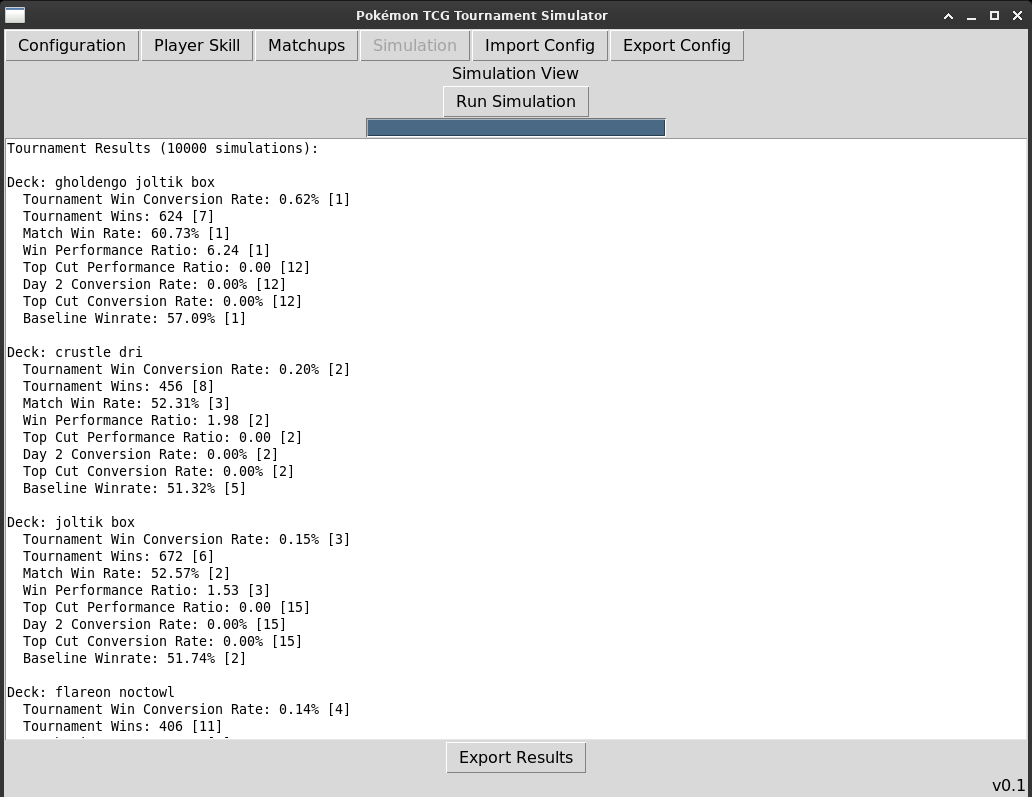 Pokémon TCG Tournament Simulator
Configuration Player Skill Matchups Simulation Import Config Export Config
Simulation View
Run Simulation
Tournament Results (10000 simulations):
Deck: gholdengo joltik box
Tournament Win Conversion Rate: 0.62% [1]
Tournament Wins: 624 [7]
Match Win Rate: 60.73% [1]
Win Performance Ratio: 6.24 [1]
Top Cut Performance Ratio: 0.00 [12]
Day 2 Conversion Rate: 0.00% [12]
Top Cut Conversion Rate: 0.00% [12]
Baseline Winrate: 57.09% [1]
Deck: crustle dri
Tournament Win Conversion Rate: 0.20% [2]
Tournament Wins: 456 [8]
Match Win Rate: 52.31% [3]
Win Performance Ratio: 1.98 [2]
Top Cut Performance Ratio: 0.00 [2]
Day 2 Conversion Rate: 0.00% [2]
Top Cut Conversion Rate: 0.00% [2]
Baseline Winrate: 51.32% [5]
Deck: joltik box
Tournament Win Conversion Rate: 0.15% [3]
Tournament Wins: 672 [6]
Match Win Rate: 52.57% [2]
Win Performance Ratio: 1.53 [3]
Top Cut Performance Ratio: 0.00 [15]
Day 2 Conversion Rate: 0.00% [15]
Top Cut Conversion Rate: 0.00% [15]
Baseline Winrate: 51.74% [2]
Deck: flareon noctowl
Tournament Win Conversion Rate: 0.14% [4]
Tournament Wins: 406 [11]
Export Results
v0.1